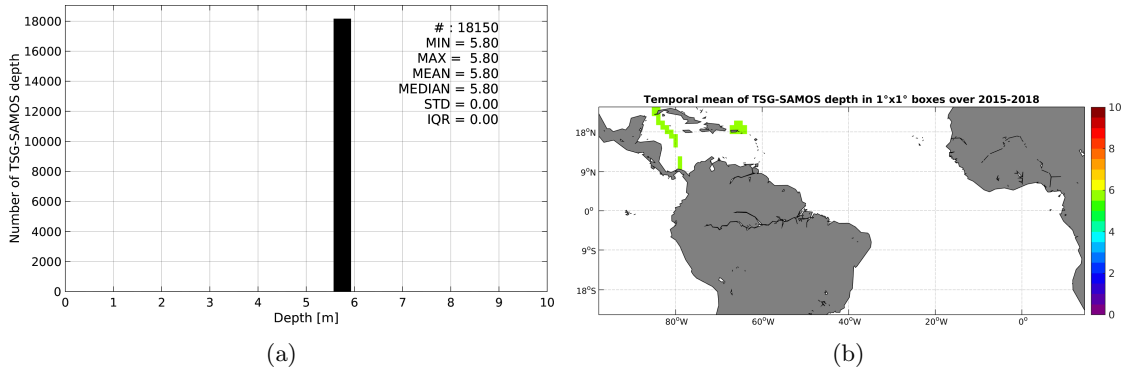 18000
16000
14000
12000
10000
8000
6000
4000
2000
0
Number of TSG-SAMOS depth
# : 18150
MIN = 5.80
MAX = 5.80
MEAN = 5.80
MEDIAN = 5.80
STD = 0.00
IQR = 0.00
0 1 2 3 4 5 6 7 8 9 10
Depth [m]
(a)
Temporal mean of TSG-SAMOS depth in 1°x1° boxes over 2015-2018
18°N
9°N
0°
9°S
18°S
80°W 60°W 40°W 20°W 0°
10
8
6
4
2
0
(b)